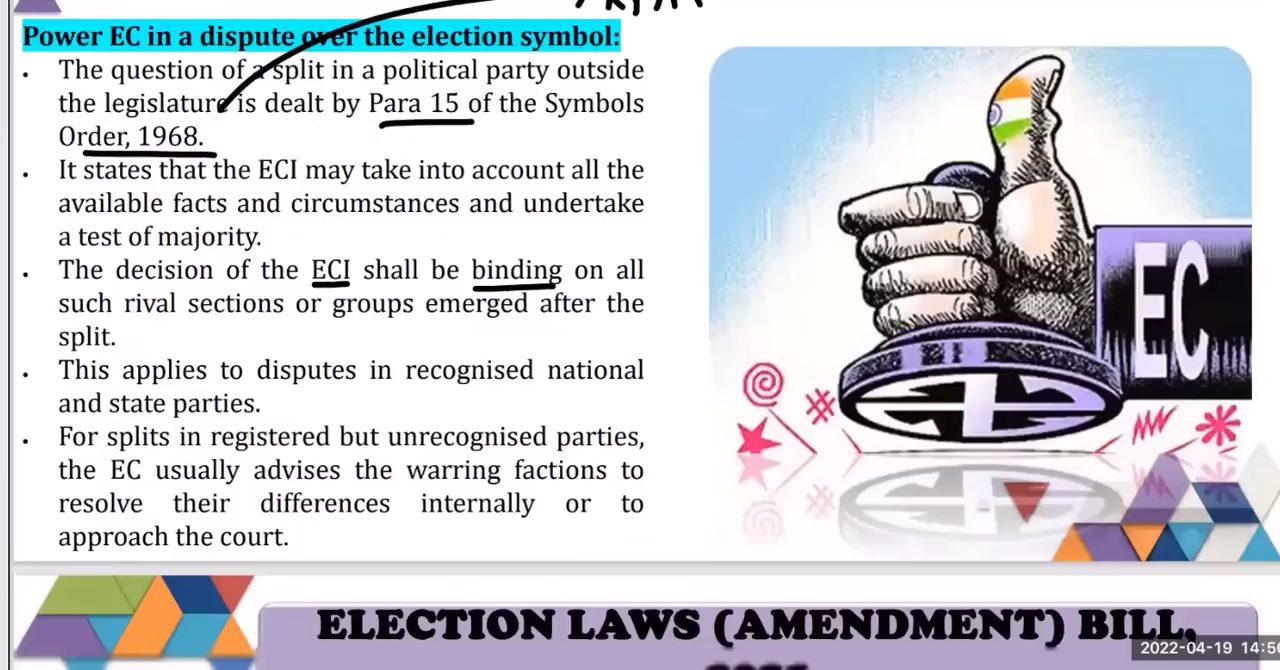 Power EC in a dispute over the election symbol:
• The question of a split in a political party outside
the legislature is dealt by Para 15 of the Symbols
Order, 1968.
• It states that the ECI may take into account all the
available facts and circumstances and undertake
a test of majority.
• The decision of the ECI shall be binding on all
such rival sections or groups emerged after the
split.
• This applies to disputes in recognised national
and state parties.
• For splits in registered but unrecognised parties,
the EC usually advises the warring factions to
resolve their differences internally or to
approach the court.
EC
ELECTION LAWS (AMENDMENT) BILL,
2022-04-19 14:5